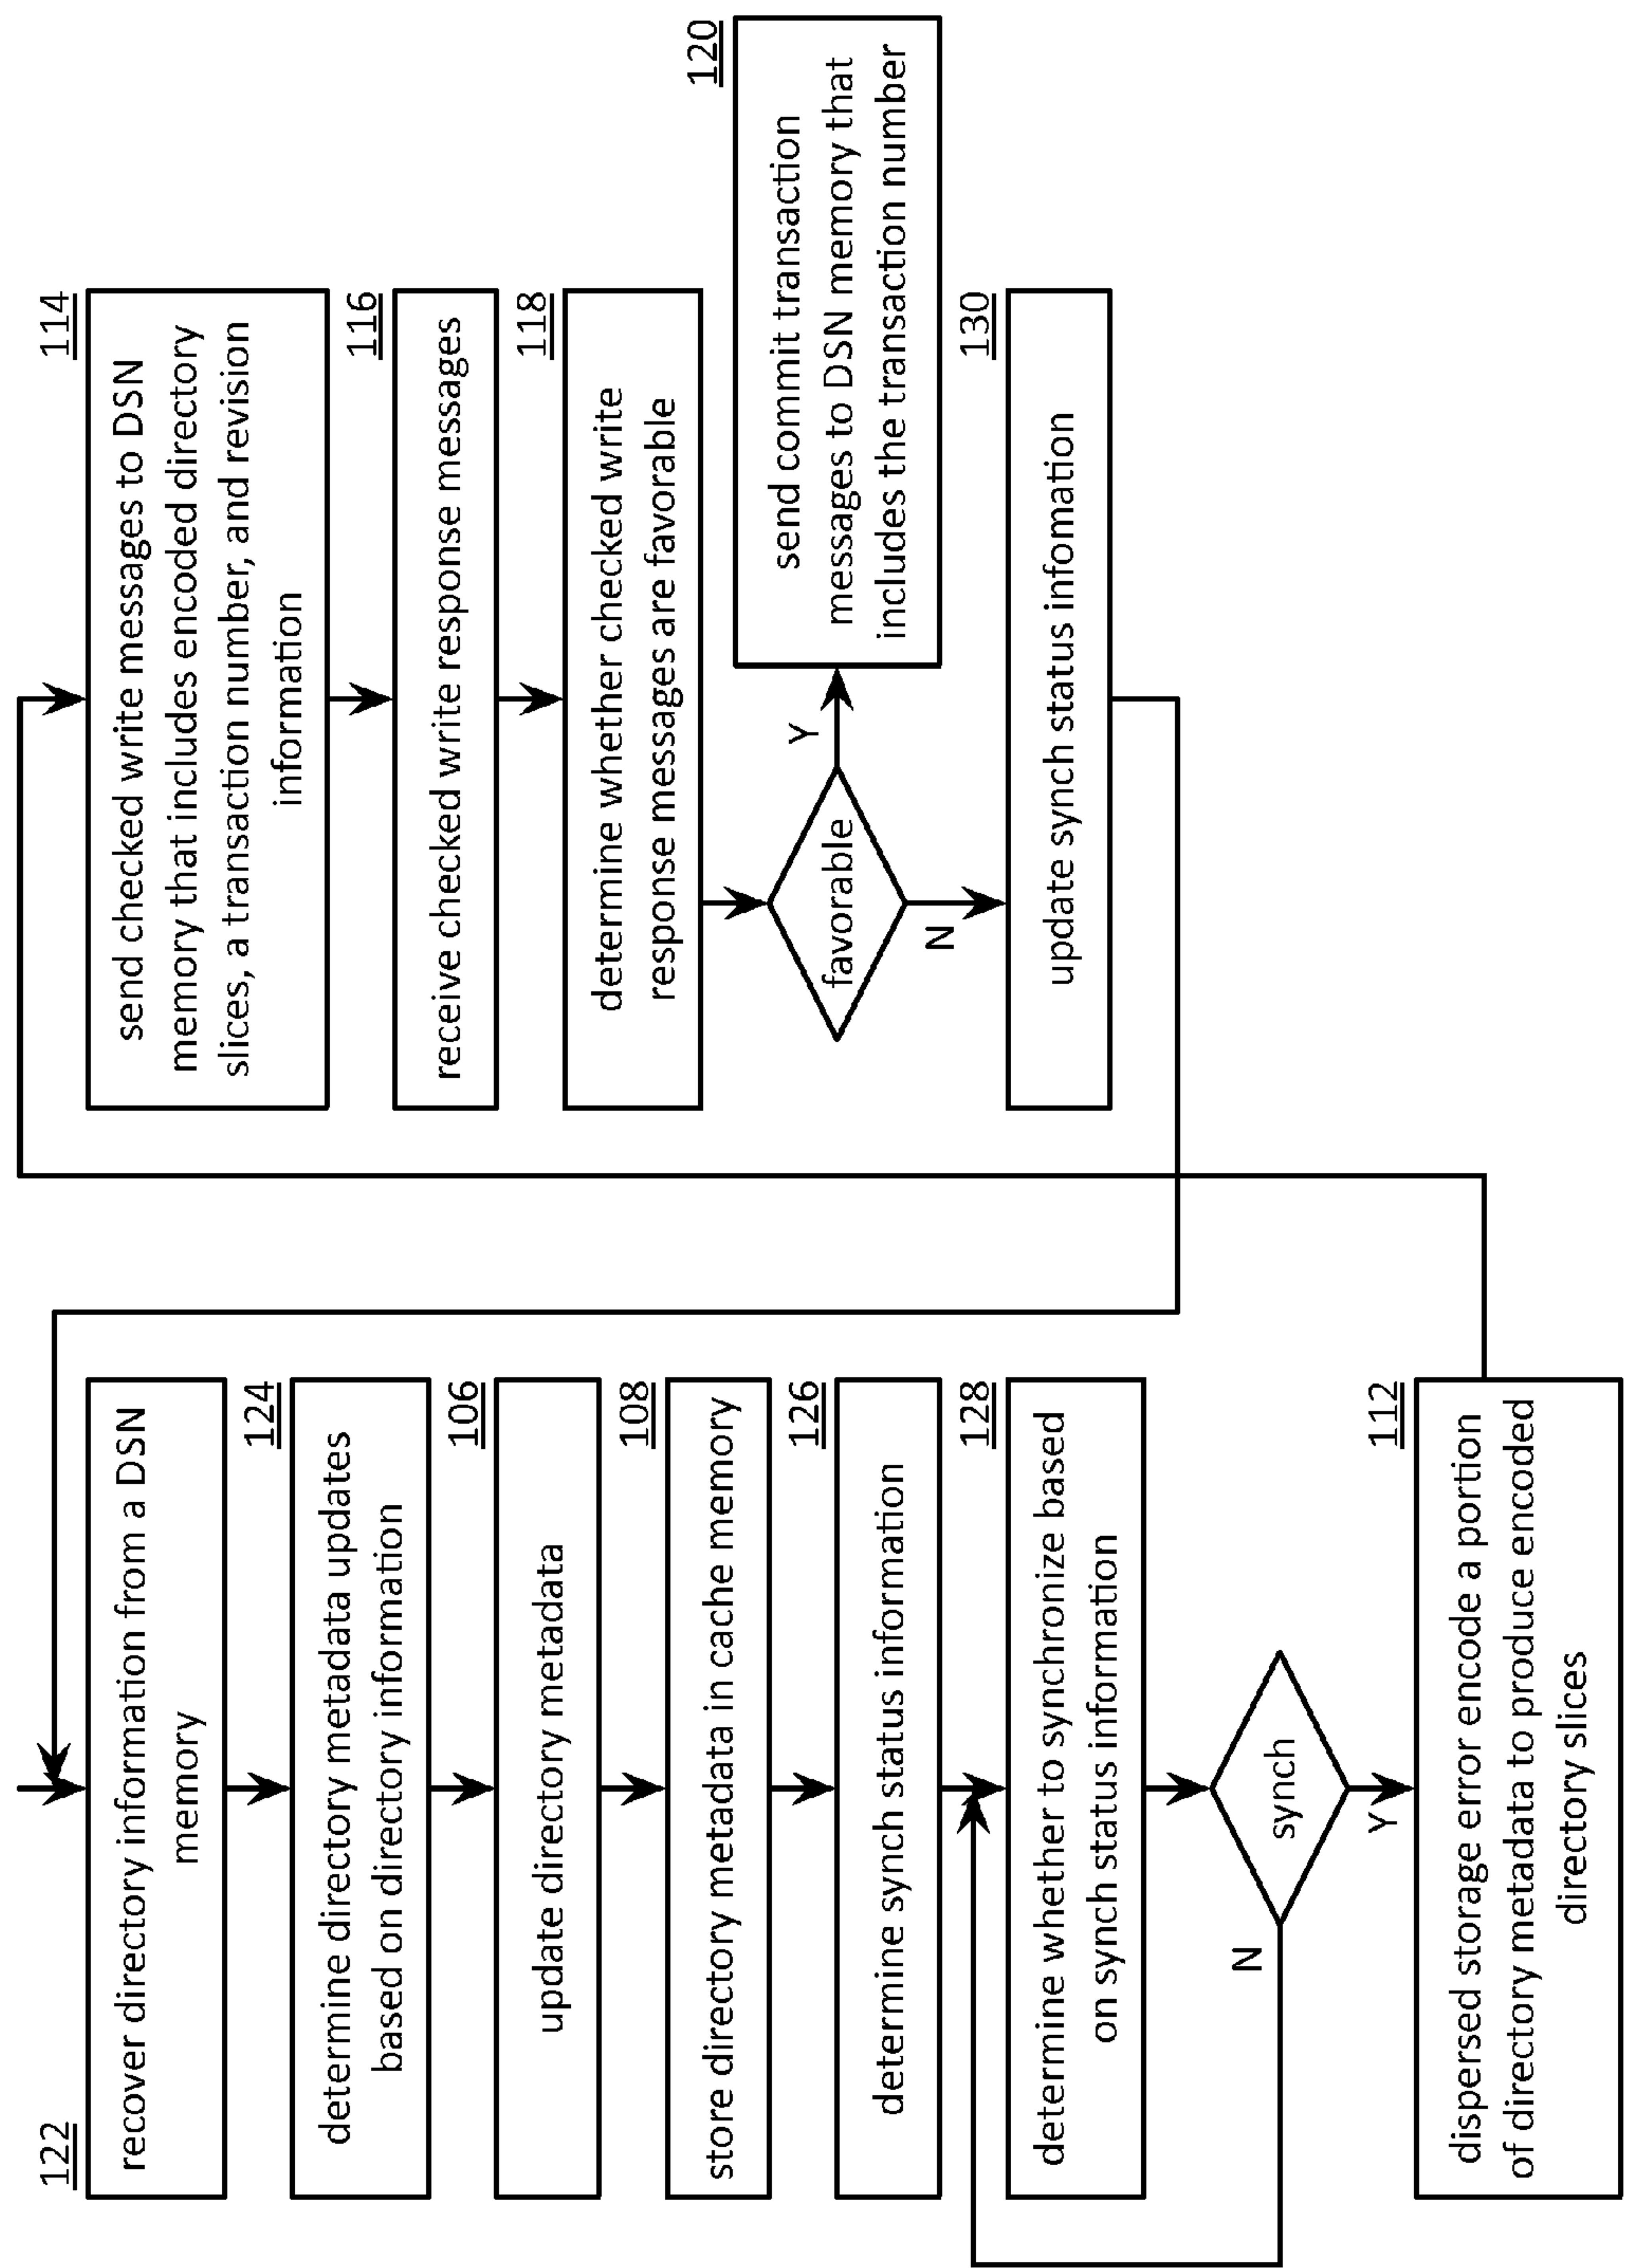 122
recover directory information from a DSN
memory
124
determine directory metadata updates
based on directory information
106
update directory metadata
108
store directory metadata in cache memory
126
determine synch status information
128
determine whether to synchronize based
on synch status information
synch
N
Y
112
dispersed storage error encode a portion
of directory metadata to produce encoded
directory slices
114
send checked write messages to DSN
memory that includes encoded directory
slices, a transaction number, and revision
information
116
receive checked write response messages
118
determine whether checked write
response messages are favorable
favorable
Y
N
120
send commit transaction
messages to DSN memory that
includes the transaction number
130
update synch status infomation